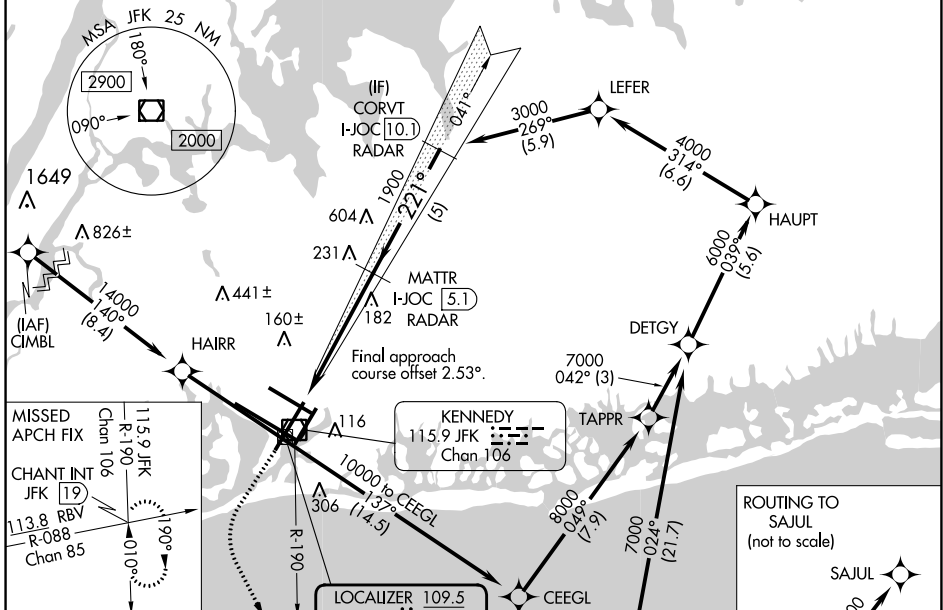 MSA JFK 25 NM
180°
2900
090°
2000
(IF)
CORVT
I-JOC 10.1
RADAR
041°
3000
269°
(5.9)
LEFER
4000
314°
(6.6)
HAUPT
1649
826±
604
1900
221°
(5)
231
MATTR
I-JOC 5.1
RADAR
182
6000
039°
(5.6)
(IAF)
CIMBL
14000
140°
(8.4)
441±
160±
HAIRR
Final approach
course offset 2.53°.
DETGY
7000
042° (3)
TAPPR
MISSED
APCH FIX
115.9 JFK
R-190
Chan 106
CHANT INT
JFK 19
113.8 RBV
R-088
Chan 85
190°
010°
116
KENNEDY
115.9 JFK
Chan 106
306
10000 to CEEGL
137°
(14.5)
R-190
8000
049°
(7.9)
7000
024°
(21.7)
ROUTING TO
SAJUL
(not to scale)
SAJUL
LOCALIZER 109.5
CEEGL